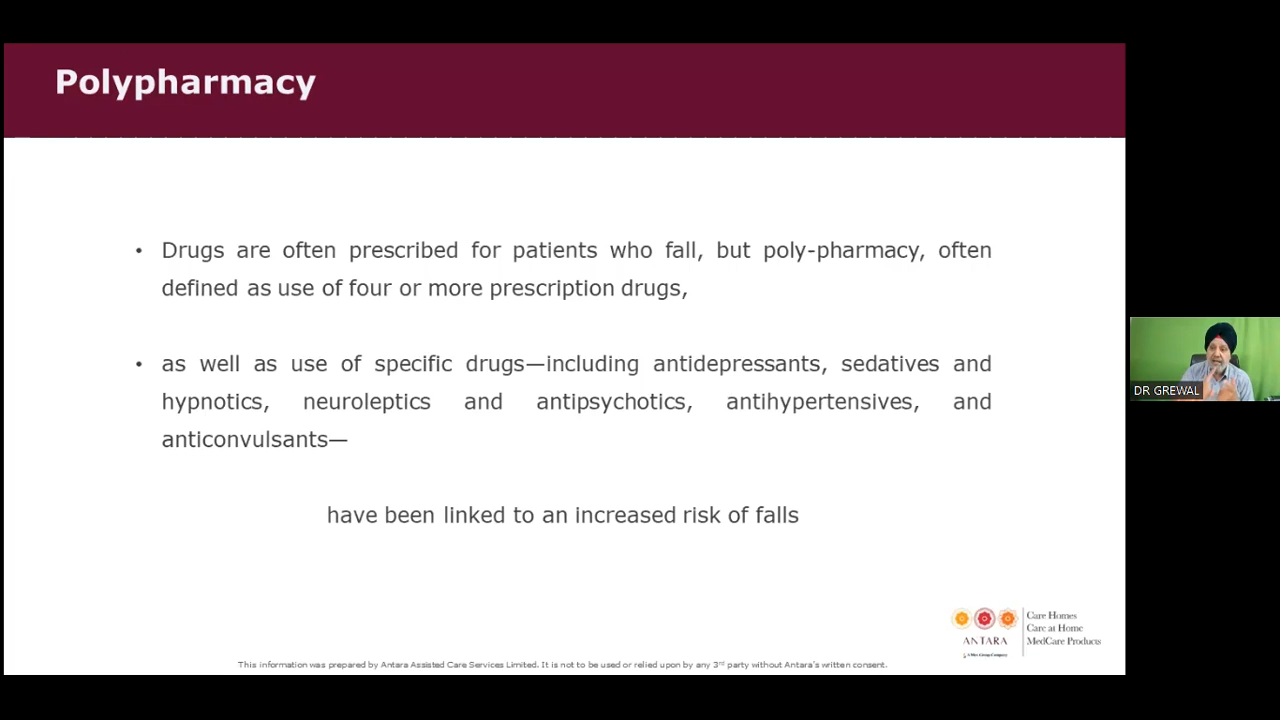 Polypharmacy
• Drugs are often prescribed for patients who fall, but poly-pharmacy, often
defined as use of four or more prescription drugs,
• as well as use of specific drugs—including antidepressants, sedatives and
hypnotics, neuroleptics and antipsychotics, antihypertensives, and
anticonvulsants—
have been linked to an increased risk of falls
DR GREWAL
ANTARA
A Max Group Company
Care Homes
Care at Home
MedCare Products
This information was prepared by Antara Assisted Care Services Limited. It is not to be used or relied upon by any 3rd party without Antara's written consent.